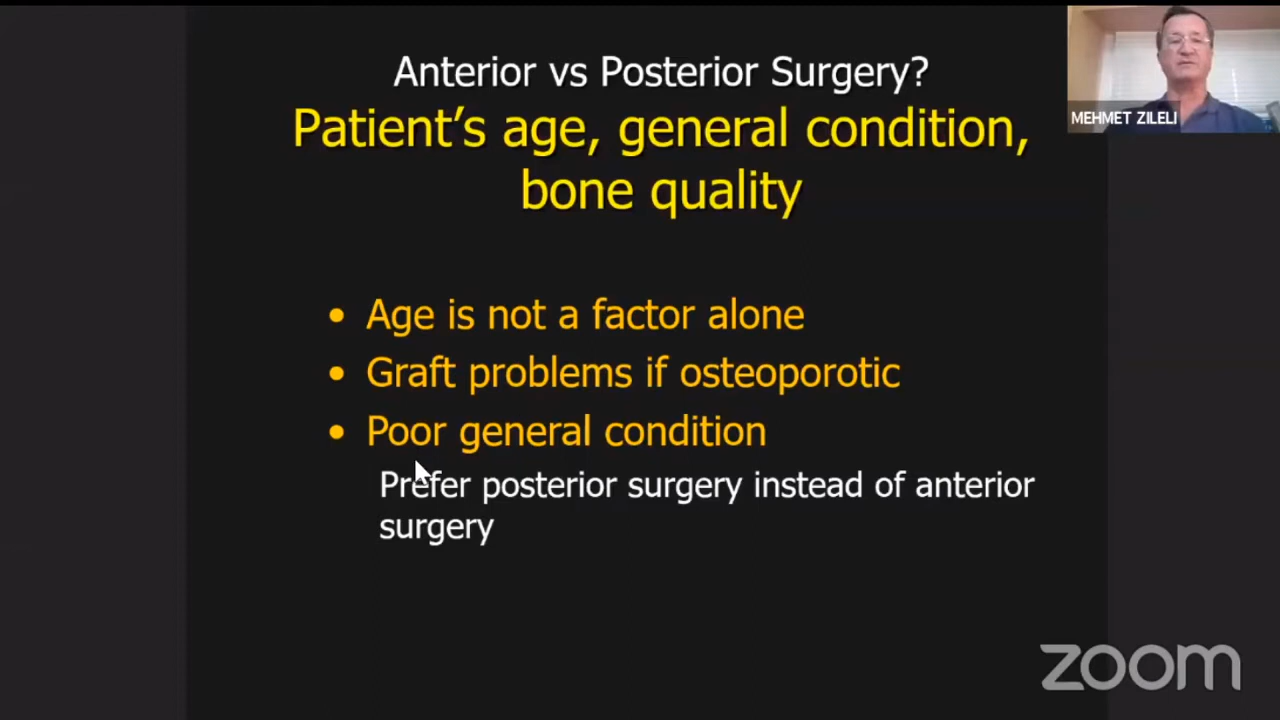 Anterior vs Posterior Surgery?
Patient's age, general condition,
bone quality
MEHMET ZILELI
• Age is not a factor alone
• Graft problems if osteoporotic
• Poor general condition
Prefer posterior surgery instead of anterior
surgery
zoom